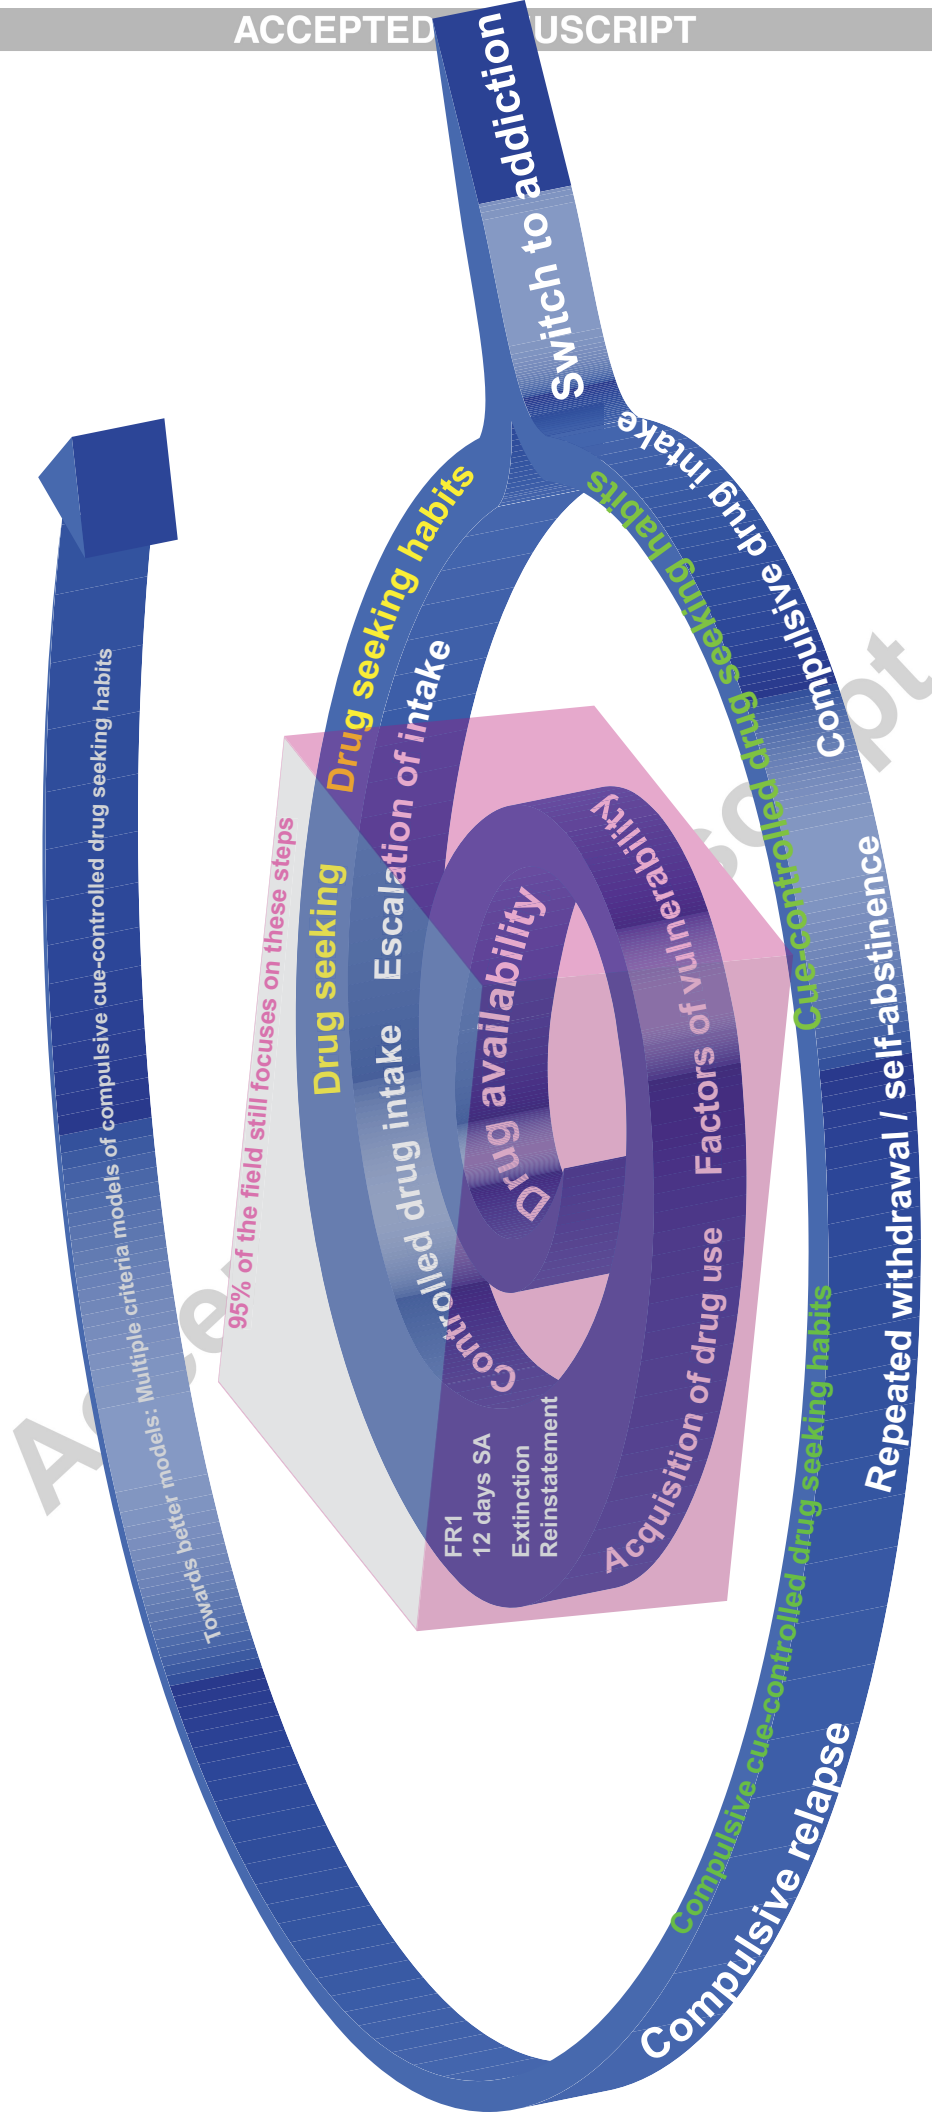 ACCEPTED USCRIPT
Switch to addiction
Drug seeking habits
Drug seeking
Escalation of intake
Controlled drug intake
Drug availability
Factors of vulnerability
Acquisition of drug use
FR1
12 days SA
Extinction
Reinstatement
95% of the field still focuses on these steps
Compulsive drug intake
Cue-controlled drug seeking habits
Repeated withdrawal / self-abstinence
Compulsive cue-controlled drug seeking habits
Compulsive relapse
Towards better models: Multiple criteria models of compulsive cue-controlled drug seeking habits